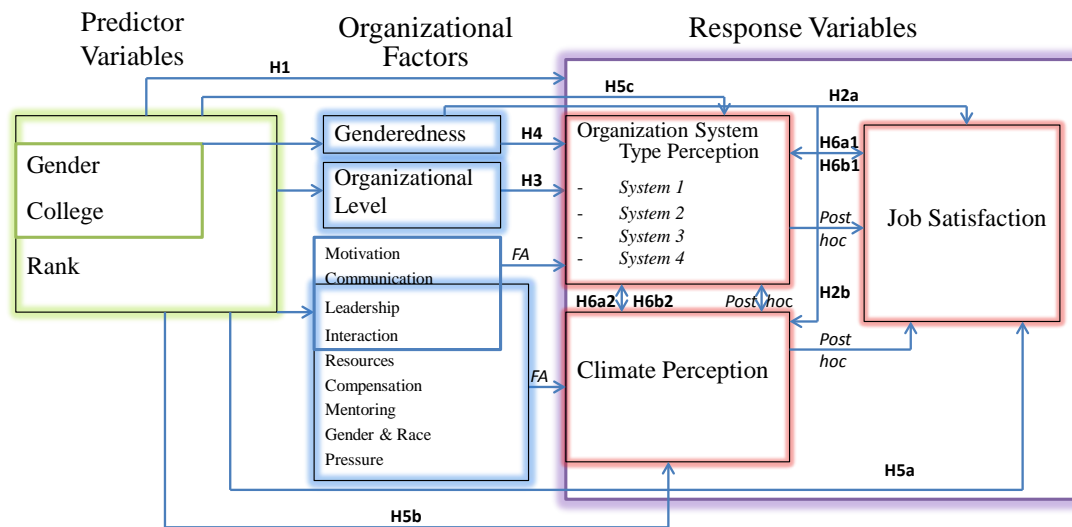 Predictor
Variables
Organizational
Factors
Response Variables
H1
H5c
H2a
Gender
College
Rank
Genderedness
H4
Organizational
Level
H3
Motivation
Communication
Leadership
Interaction
Resources
Compensation
Mentoring
Gender & Race
Pressure
FA
FA
Organization System
Type Perception
- System 1
- System 2
- System 3
- System 4
H6a1
H6b1
Post
hoc
Job Satisfaction
H6a2
H6b2
Post hoc
H2b
Climate Perception
Post
hoc
H5a
H5b